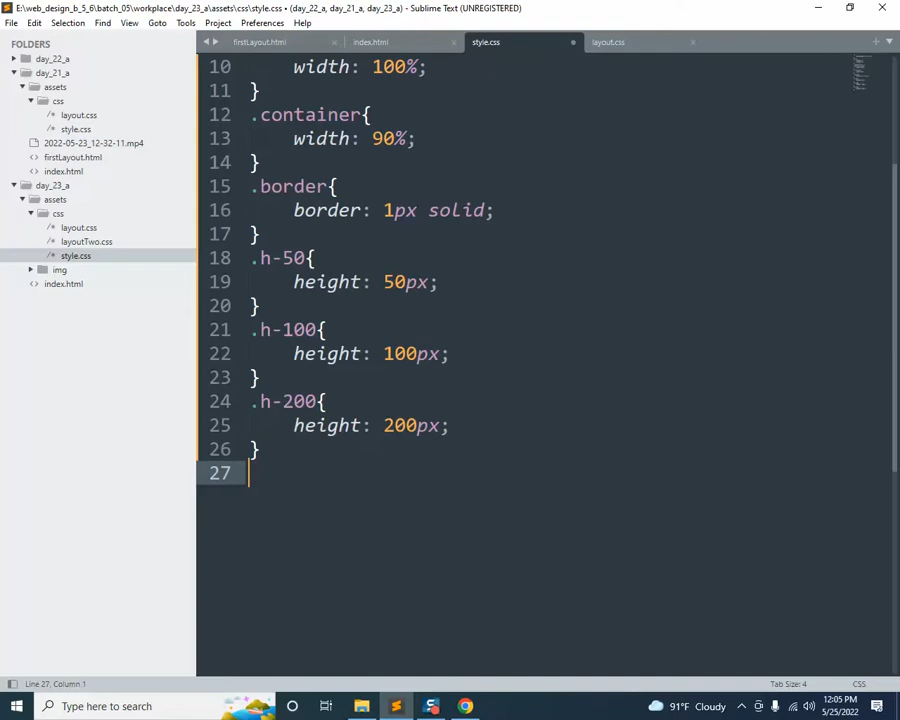 E:\web_design_b_5_6\batch_05\workplace\day_23_a\assets\css\style.css • (day_22_a, day_21_a, day_23_a) - Sublime Text (UNREGISTERED)
File Edit Selection Find View Goto Tools Project Preferences Help
FOLDERS
day_22_a
day_21_a
assets
css
layout.css
style.css
2022-05-23_12-32-11.mp4
firstLayout.html
index.html
day_23_a
assets
css
layout.css
layoutTwo.css
style.css
img
index.html
firstLayout.html index.html style.css layout.css
10 width: 100%;
11 }
12 .container{
13 width: 90%;
14 }
15 .border{
16 border: 1px solid;
17 }
18 .h-50{
19 height: 50px;
20 }
21 .h-100{
22 height: 100px;
23 }
24 .h-200{
25 height: 200px;
26 }
27
Line 27, Column 1 Tab Size: 4 CSS
Type here to search
91°F Cloudy
12:05 PM
5/25/2022